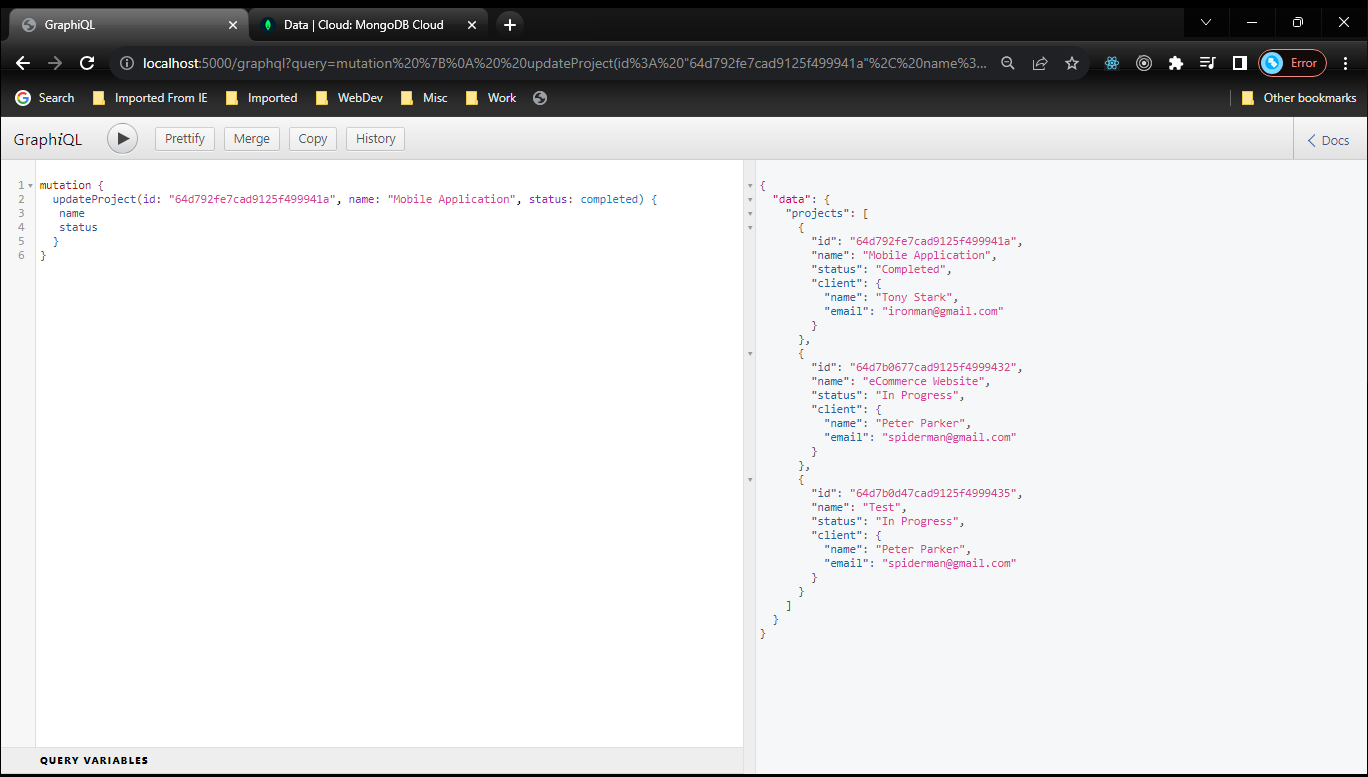 GraphiQL
Data | Cloud: MongoDB Cloud
localhost:5000/graphql?query=mutation%20%7B%0A%20%20updateProject(id%3A%20"64d792fe7cad9125f499941a"%2C%20name%3...
Error
Search
Imported From IE
Imported
WebDev
Misc
Work
Other bookmarks
GraphiQL
Prettify
Merge
Copy
History
Docs
1 mutation {
2 updateProject(id: "64d792fe7cad9125f499941a", name: "Mobile Application", status: completed) {
3 name
4 status
5 }
6 }
QUERY VARIABLES
{
"data": {
"projects": [
{
"id": "64d792fe7cad9125f499941a",
"name": "Mobile Application",
"status": "Completed",
"client": {
"name": "Tony Stark",
"email": "ironman@gmail.com"
}
},
{
"id": "64d7b0677cad9125f4999432",
"name": "eCommerce Website",
"status": "In Progress",
"client": {
"name": "Peter Parker",
"email": "spiderman@gmail.com"
}
},
{
"id": "64d7b0d47cad9125f4999435",
"name": "Test",
"status": "In Progress",
"client": {
"name": "Peter Parker",
"email": "spiderman@gmail.com"
}
}
]
}
}